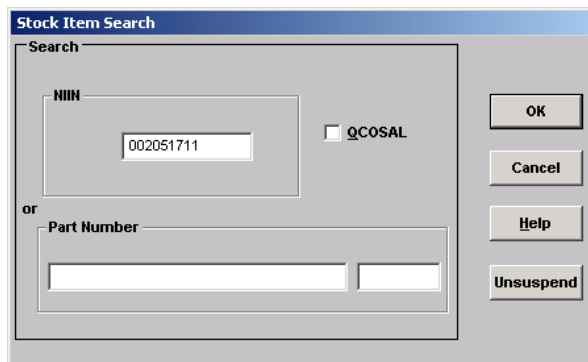 Stock Item Search
Search
NIIN
002051711
QCOSAL
OK
Cancel
or
Part Number
Help
Unsuspend